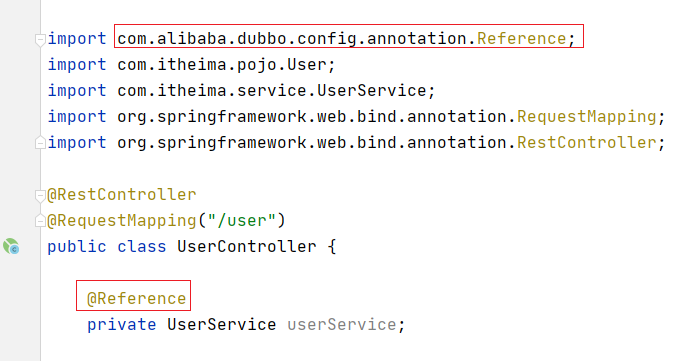 import com.alibaba.dubbo.config.annotation.Reference;
import com.itheima.pojo.User;
import com.itheima.service.UserService;
import org.springframework.web.bind.annotation.RequestMapping;
import org.springframework.web.bind.annotation.RestController;
@RestController
@RequestMapping("/user")
public class UserController {
@Reference
private UserService userService;